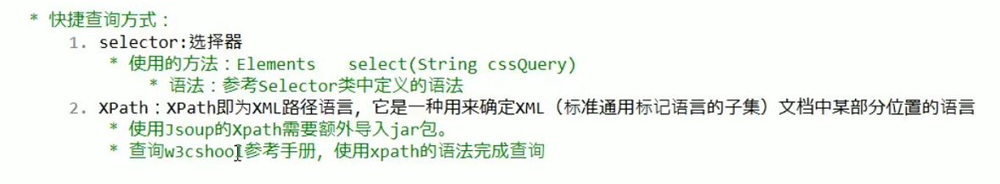 * 快捷查询方式：
1. selector:选择器
* 使用的方法：Elements select(String cssQuery)
* 语法：参考Selector类中定义的语法
2. XPath：XPath即为XML路径语言，它是一种用来确定XML（标准通用标记语言的子集）文档中某部分位置的语言
* 使用Jsoup的Xpath需要额外导入jar包。
* 查询w3cshool参考手册，使用xpath的语法完成查询